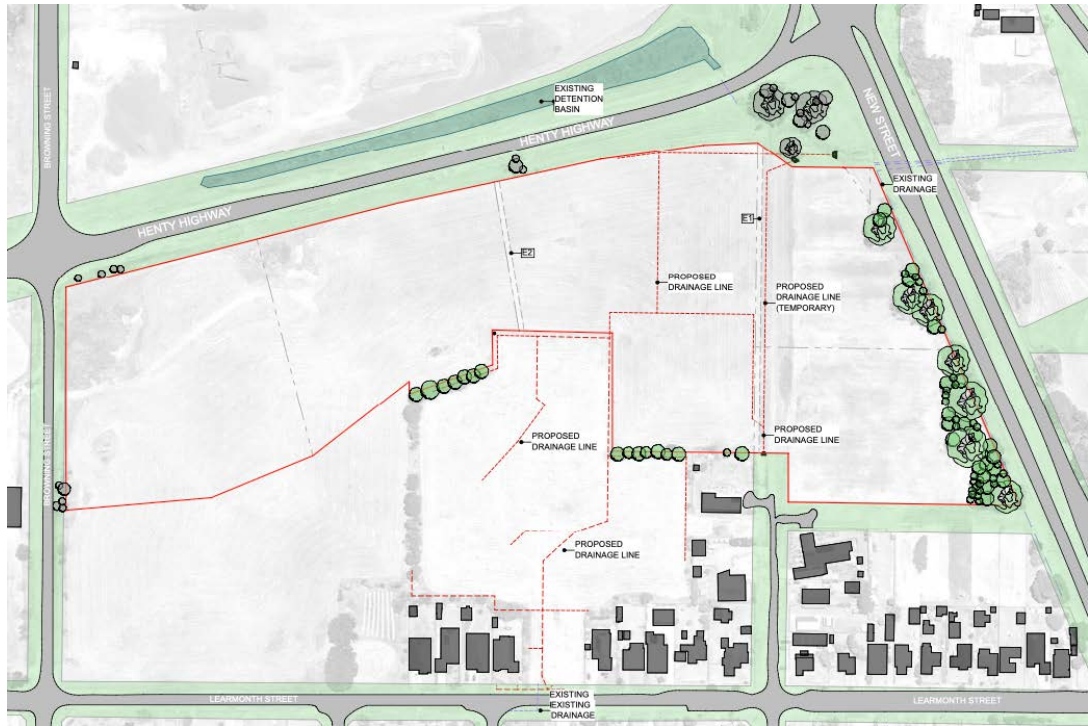 BROWNING STREET
EXISTING
DETENTION
BASIN
HENTY HIGHWAY
NEW STREET
HENTY HIGHWAY
EXISTING
DRAINAGE
E1
E2
PROPOSED
DRAINAGE LINE
PROPOSED
DRAINAGE LINE
(TEMPORARY)
PROPOSED
DRAINAGE LINE
PROPOSED
DRAINAGE LINE
BROWNING STREET
PROPOSED
DRAINAGE LINE
NEW STREET
LEARMONTH STREET
EXISTING
EXISTING
DRAINAGE
LEARMONTH STREET